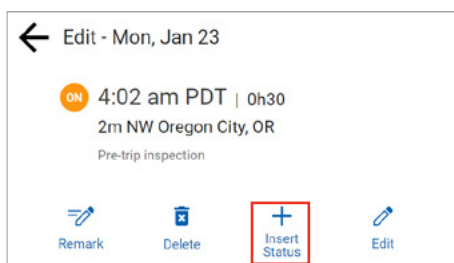 Edit - Mon, Jan 23
ON 4:02 am PDT | 0h30
2m NW Oregon City, OR
Pre-trip inspection
Remark Delete Insert Status Edit